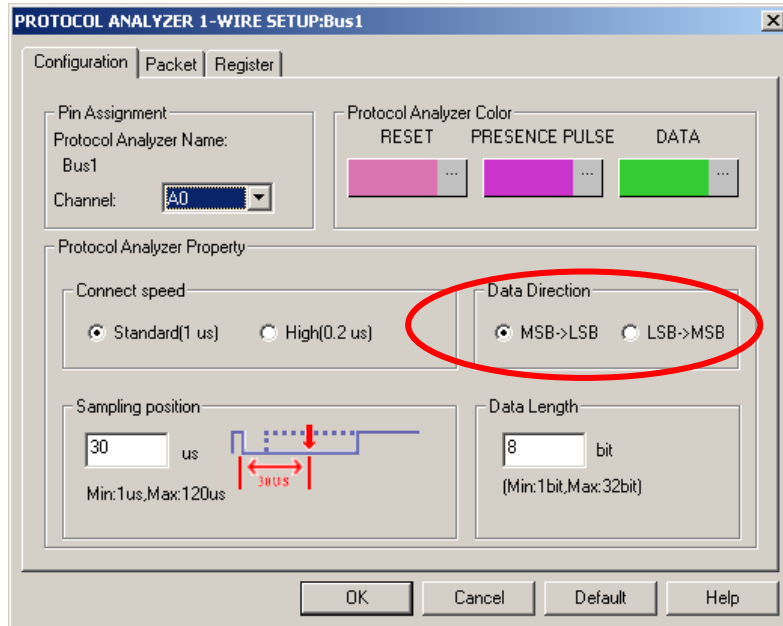 PROTOCOL ANALYZER 1-WIRE SETUP:Bus1
Configuration
Packet
Register
Pin Assignment
Protocol Analyzer Name:
Bus1
Channel:
A0
Protocol Analyzer Color
RESET
PRESENCE PULSE
DATA
...
...
...
Protocol Analyzer Property
Connect speed
Standard(1 us)
High(0.2 us)
Data Direction
MSB->LSB
LSB->MSB
Sampling position
30
us
30US
Min:1us,Max:120us
Data Length
8
bit
(Min:1bit,Max:32bit)
OK
Cancel
Default
Help